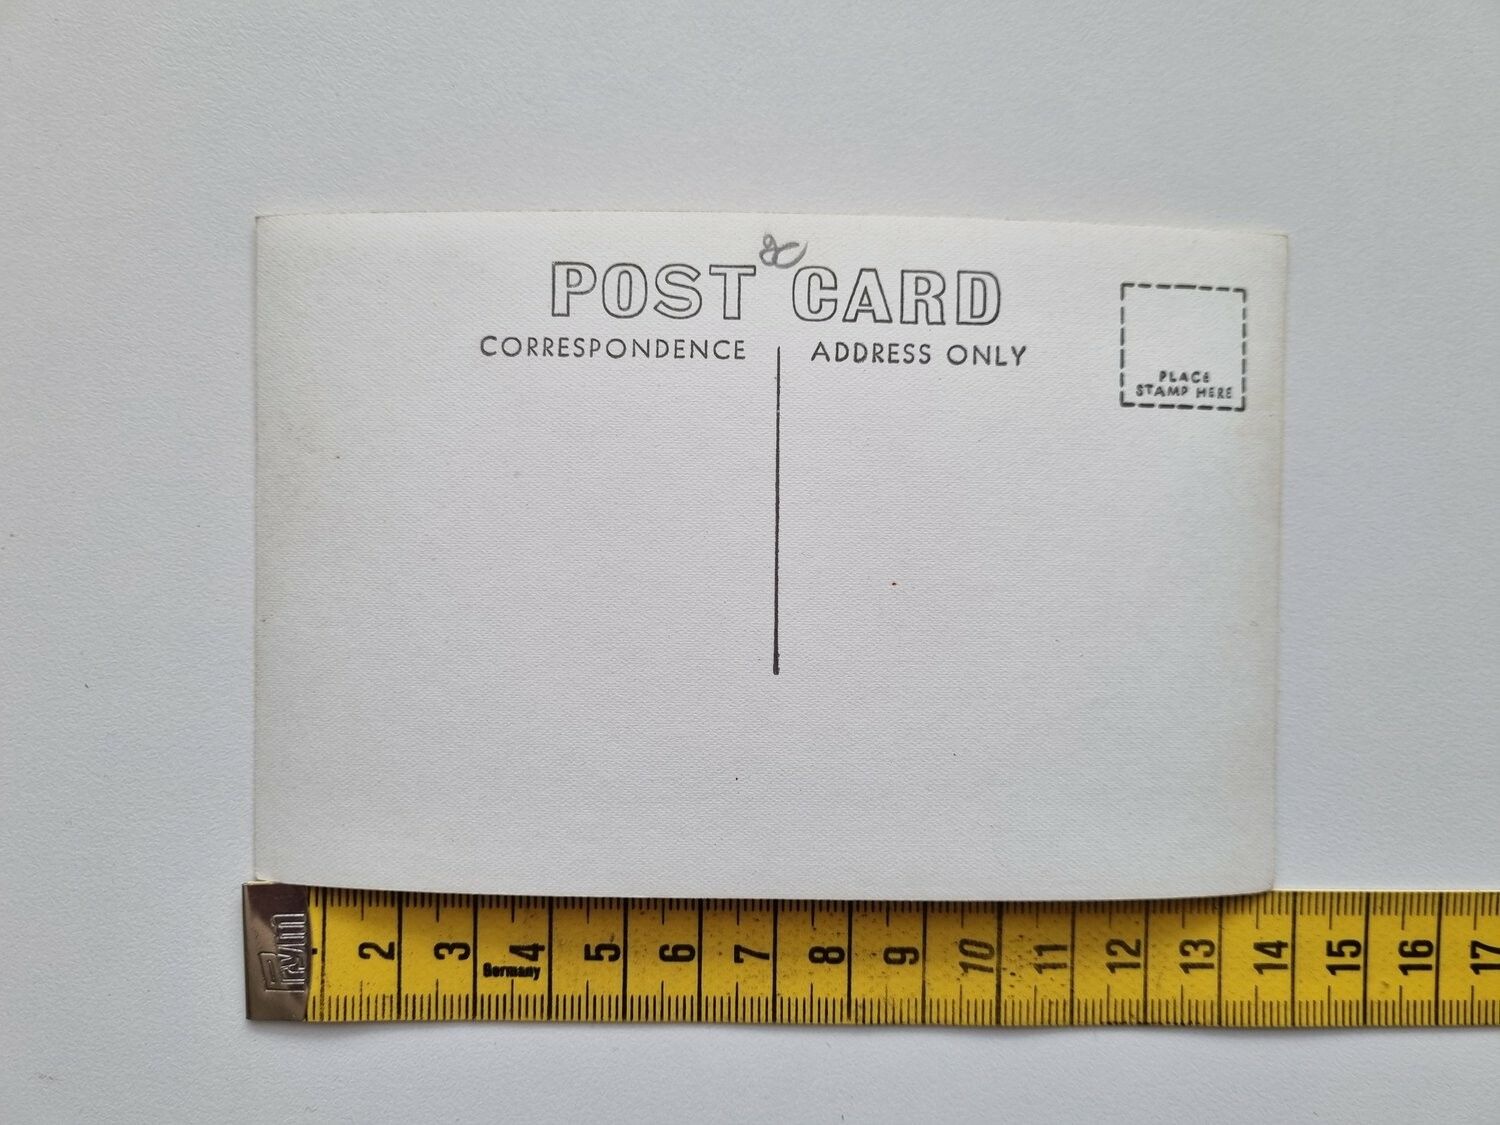 POST CARD
CORRESPONDENCE ADDRESS ONLY
PLACE
STAMP HERE
Prym 2 3 4 5 6 7 8 9 10 11 12 13 14 15 16 17
Germany